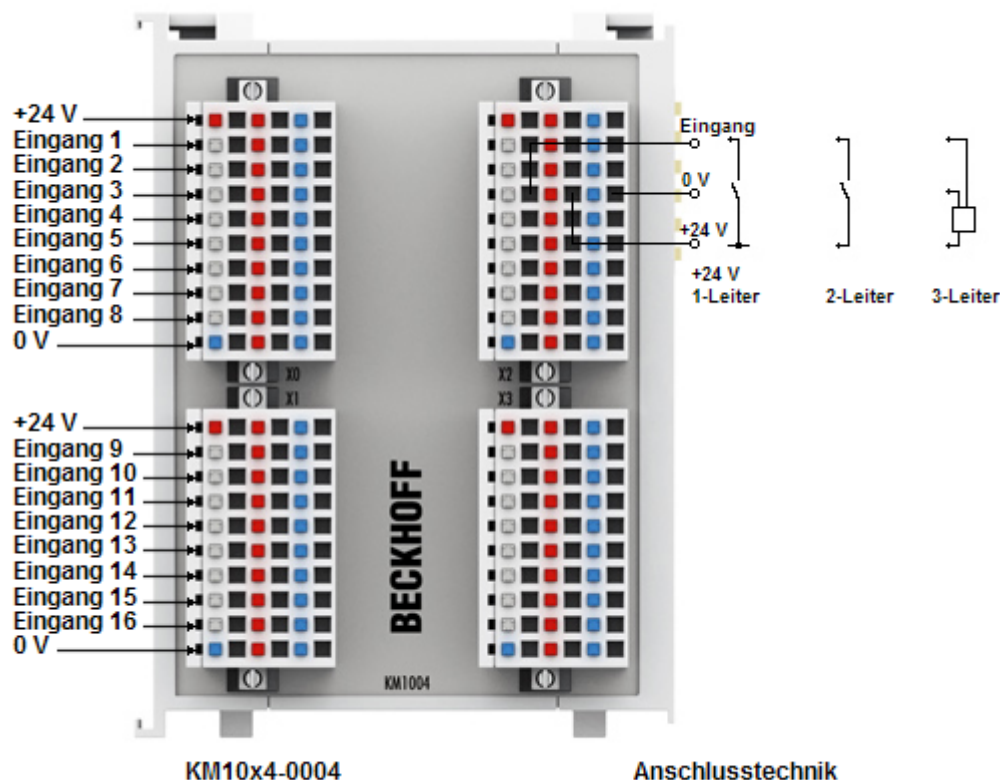 +24 V
Eingang 1
Eingang 2
Eingang 3
Eingang 4
Eingang 5
Eingang 6
Eingang 7
Eingang 8
0 V
+24 V
Eingang 9
Eingang 10
Eingang 11
Eingang 12
Eingang 13
Eingang 14
Eingang 15
Eingang 16
0 V
X0
X1
X2
X3
BECKHOFF
KM1004
Eingang
0 V
+24 V
+24 V
1-Leiter
2-Leiter
3-Leiter
KM10x4-0004
Anschlusstechnik